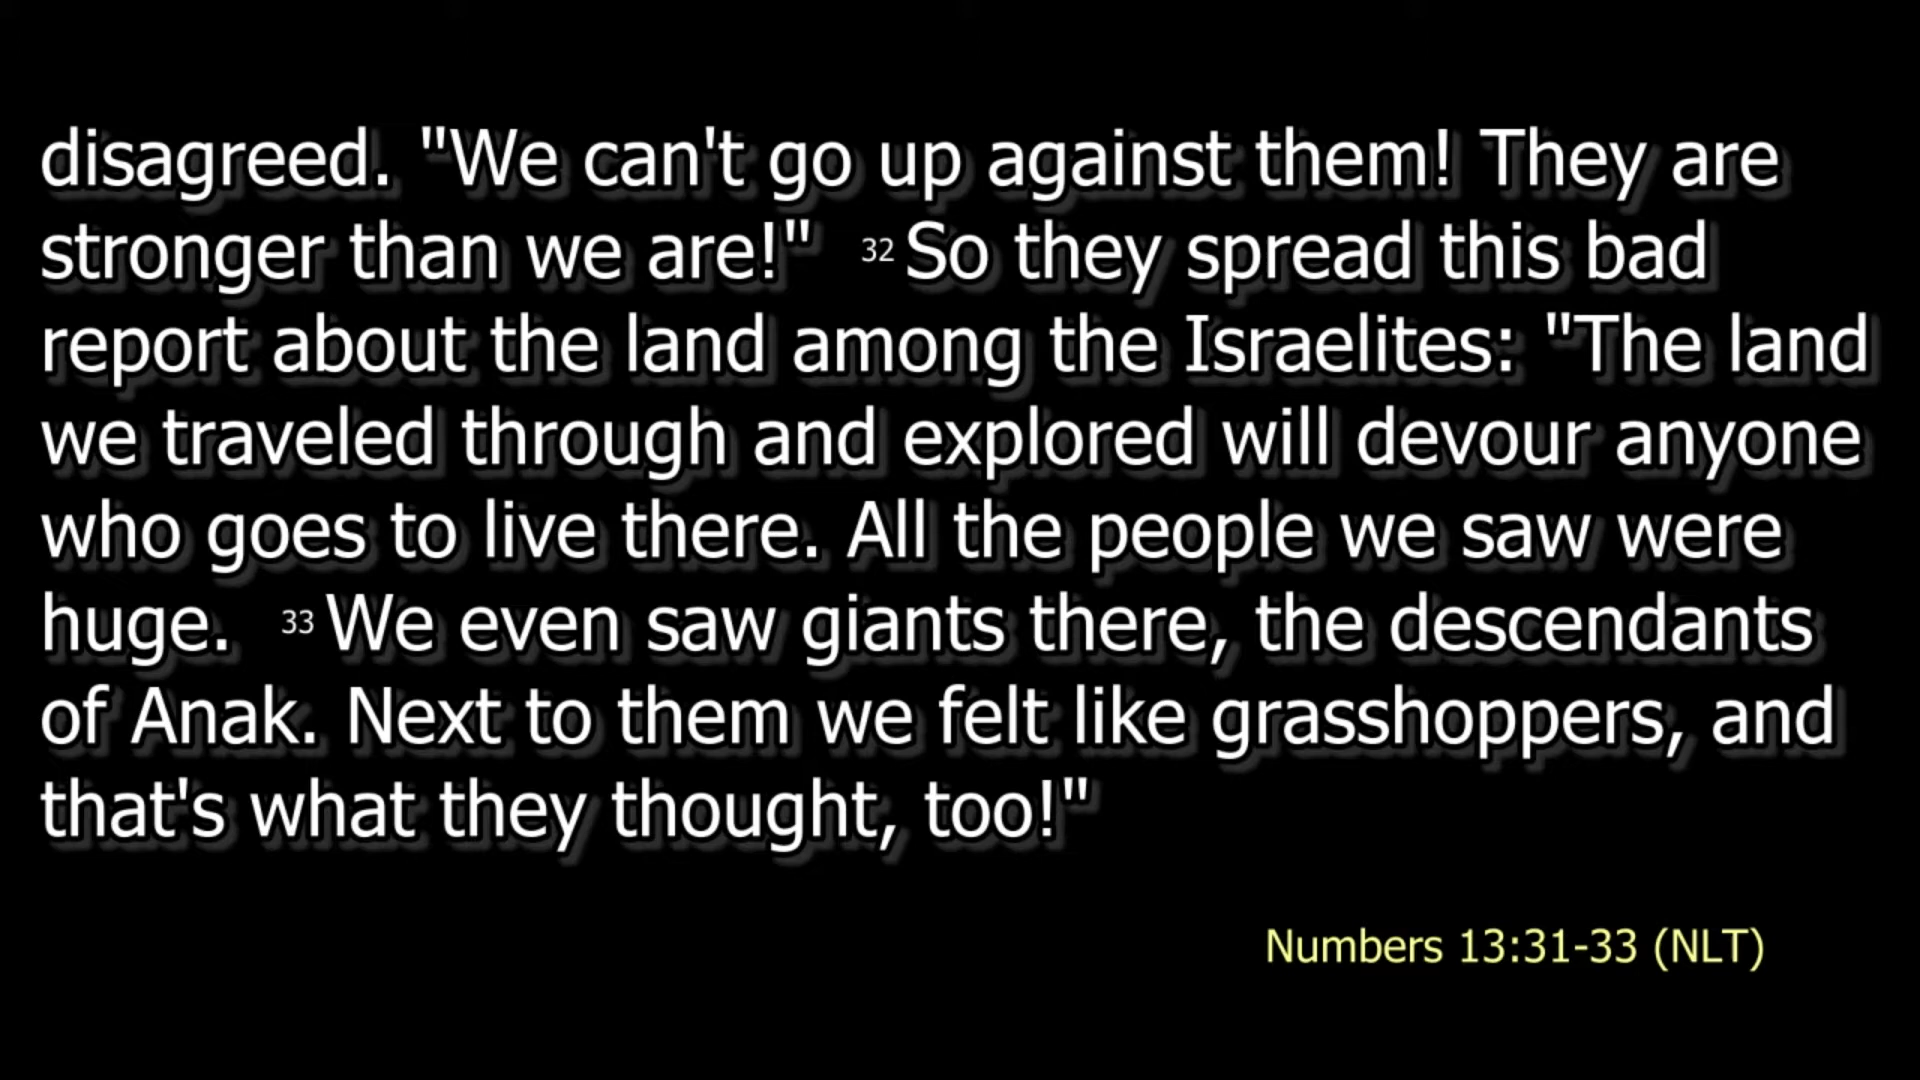 disagreed. "We can't go up against them! They are
stronger than we are!" 32 So they spread this bad
report about the land among the Israelites: "The land
we traveled through and explored will devour anyone
who goes to live there. All the people we saw were
huge. 33 We even saw giants there, the descendants
of Anak. Next to them we felt like grasshoppers, and
that's what they thought, too!"
Numbers 13:31-33 (NLT)